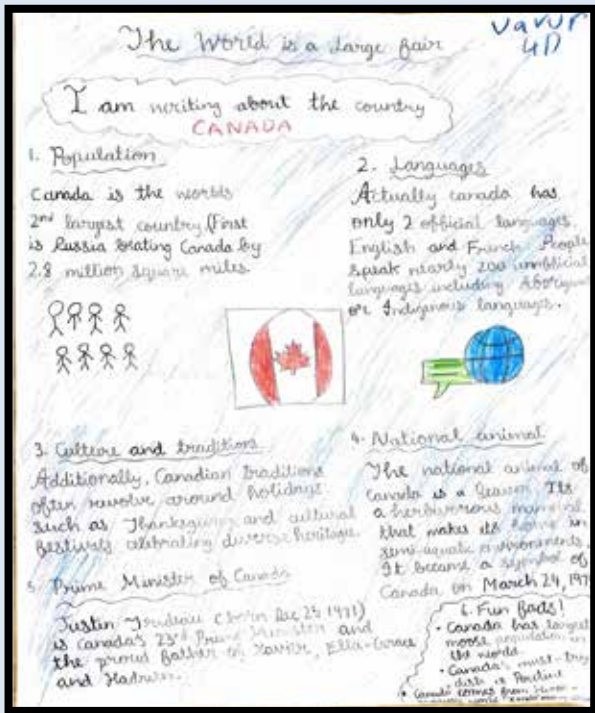 The World is a large fair
Vavur
4D
I am writing about the country
CANADA
1. Population
Canada is the worlds
2nd largest country (First
is Russia beating Canada by
2.8 million square miles.
2. Languages
Actually canada has
only 2 official languages,
English and French. People
speak nearly 200 unofficial
languages including
or Indigenous languages.
3. Culture and traditions
Additionally, Canadian traditions
often revolve around holidays
such as Thanksgiving and cultural
festivals celebrating diverse heritage.
4. National animal
The national animal of
Canada is a Beaver. Its
a herbivorous mammal
that makes its home in
semi-aquatic environments.
It became a symbol of
Canada on March 24, 197
5. Prime Minister of Canada
Justin Trudeau (born Dec 25 1971)
is Canada's 23rd Prime Minister and
the proud father of Xavier, Ella-Grace
and Hadrien.
6. Fun Facts!
• Canada has largest
moose population in
the world.
• Canada's must-try
dish is Poutine
• Canada comes from